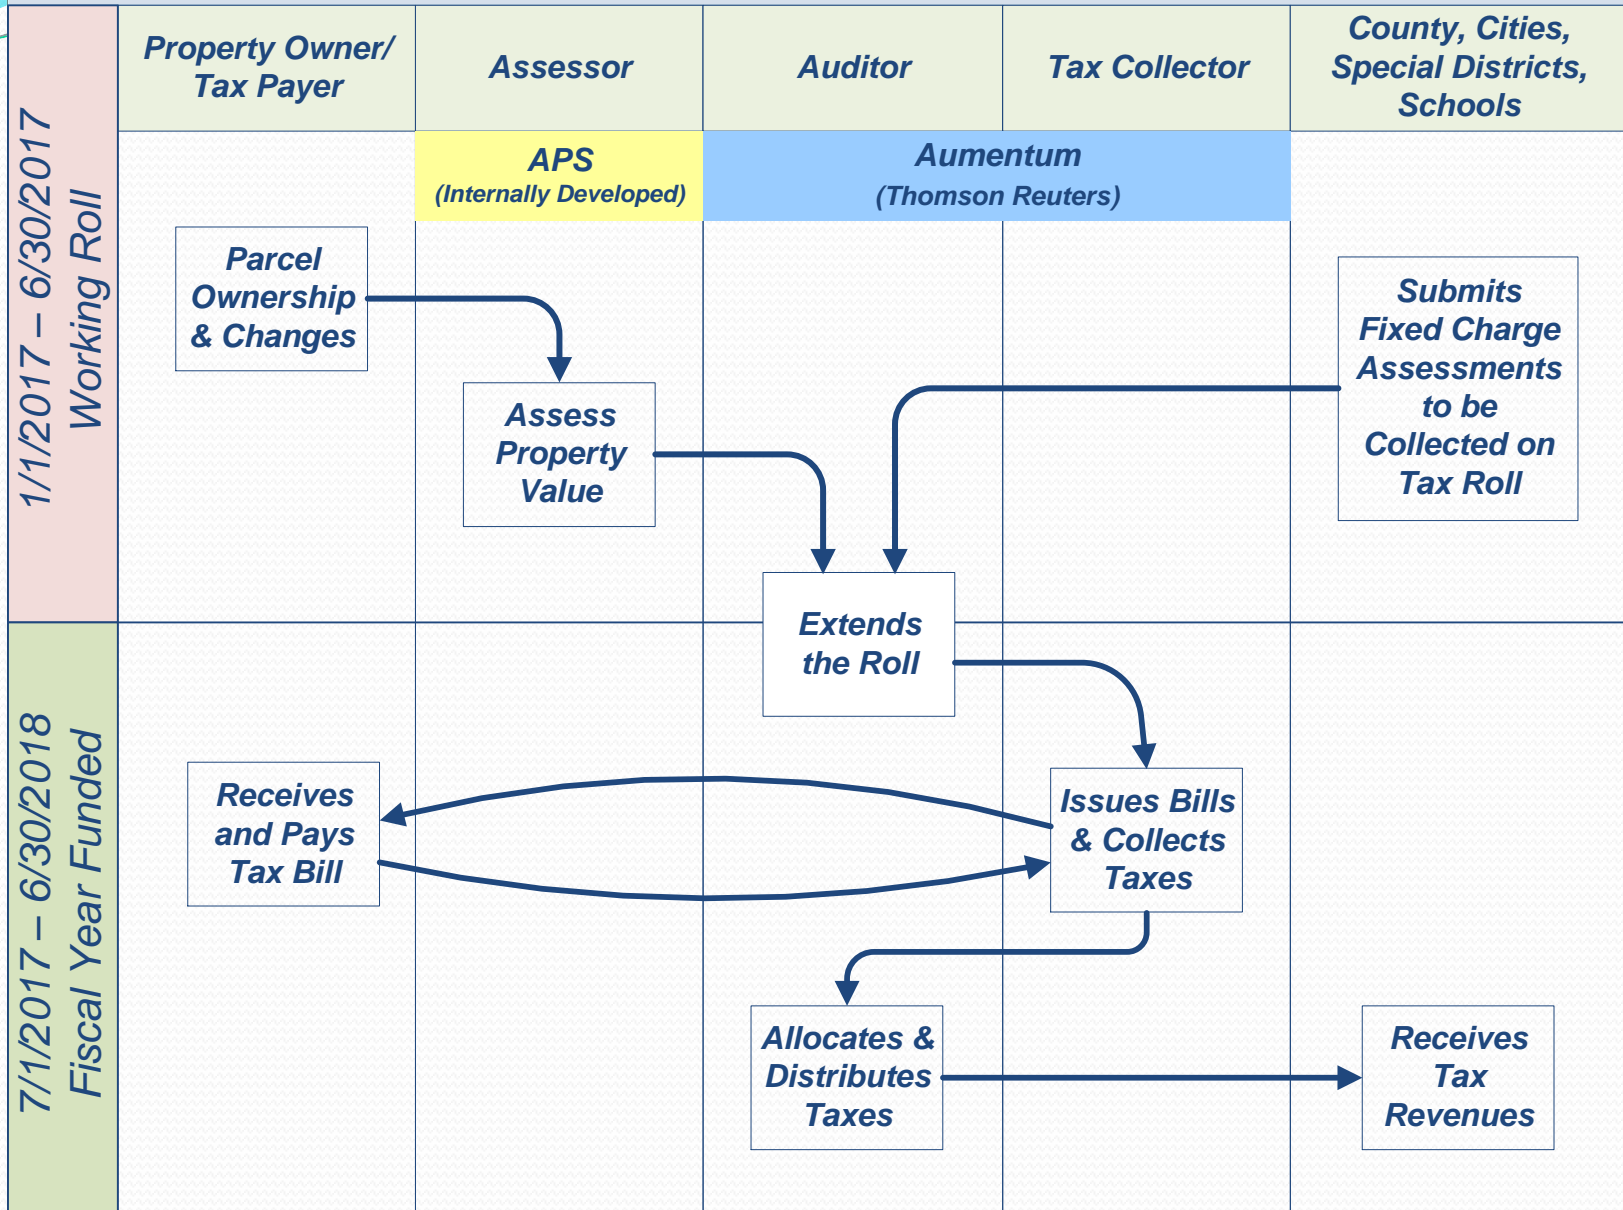 Property Owner/
Tax Payer
Assessor
Auditor
Tax Collector
County, Cities,
Special Districts,
Schools
1/1/2017 – 6/30/2017
Working Roll
APS
(Internally Developed)
Aumentum
(Thomson Reuters)
Parcel
Ownership
& Changes
Assess
Property
Value
Submits
Fixed Charge
Assessments
to be
Collected on
Tax Roll
Extends
the Roll
7/1/2017 – 6/30/2018
Fiscal Year Funded
Receives
and Pays
Tax Bill
Issues Bills
& Collects
Taxes
Allocates &
Distributes
Taxes
Receives
Tax
Revenues